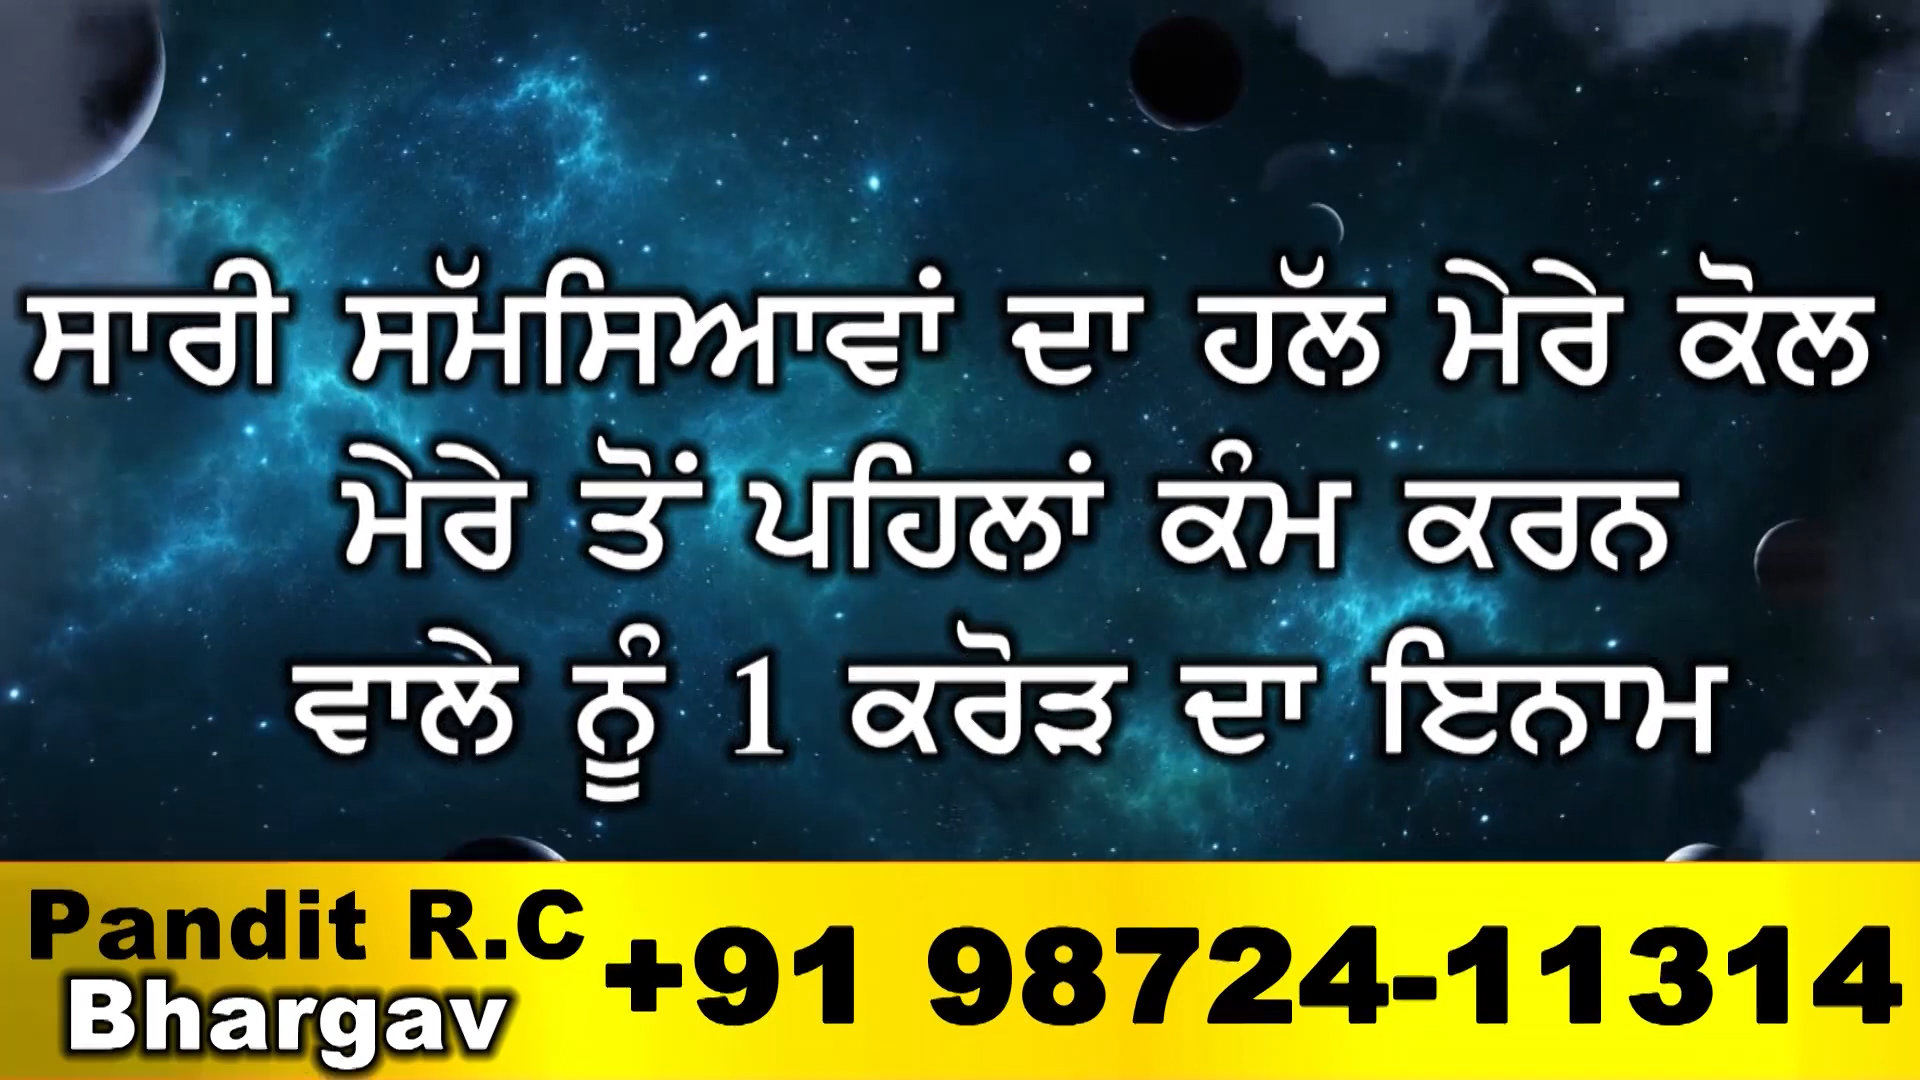 ਸਾਰੀ ਸੱਮਸਿਆਵਾਂ ਦਾ ਹੱਲ ਮੇਰੇ ਕੋਲ
ਮੇਰੇ ਤੋਂ ਪਹਿਲਾਂ ਕੰਮ ਕਰਨ
ਵਾਲੇ ਨੂੰ 1 ਕਰੋੜ ਦਾ ਇਨਾਮ
Pandit R.C
Bhargav
+91 98724-11314